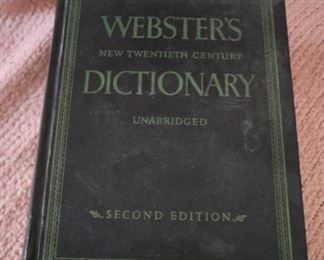 WEBSTER'S
NEW TWENTIETH CENTURY
DICTIONARY
UNABRIDGED
SECOND EDITION